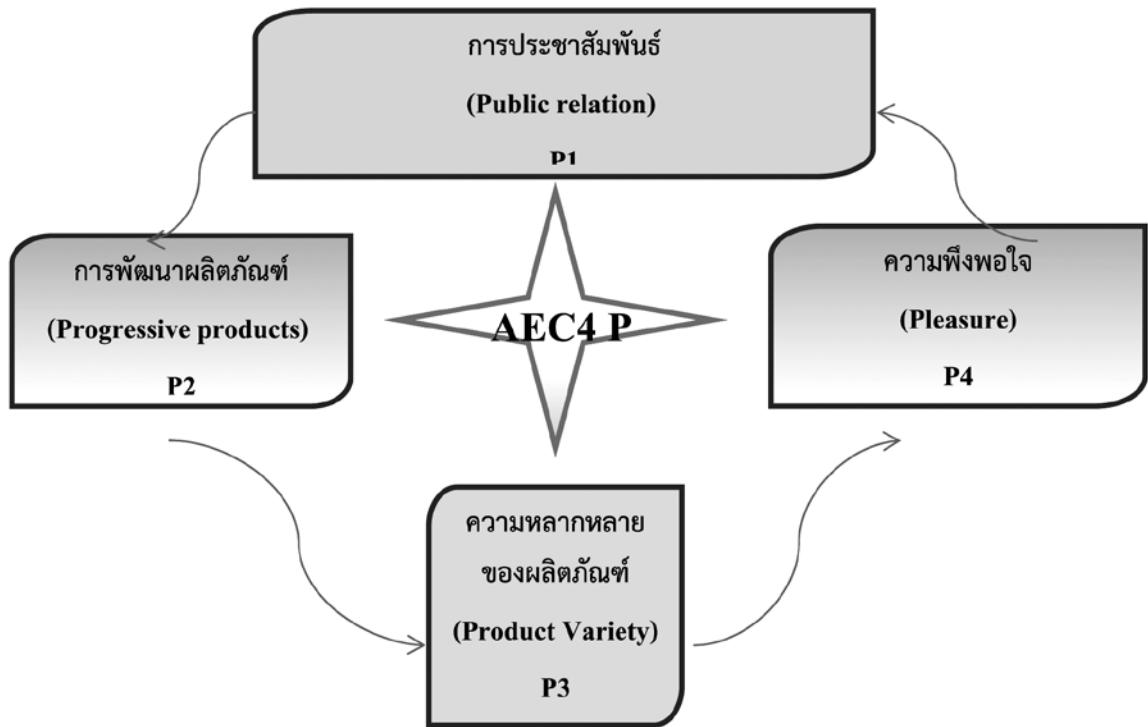 การประชาสัมพันธ์
(Public relation)
P1
การพัฒนาผลิตภัณฑ์
(Progressive products)
P2
AEC4 P
ความพึงพอใจ
(Pleasure)
P4
ความหลากหลาย
ของผลิตภัณฑ์
(Product Variety)
P3